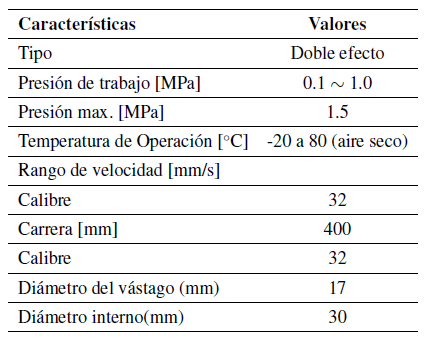 Características Valores
Tipo Doble efecto
Presión de trabajo [MPa] 0.1 ∼ 1.0
Presión max. [MPa] 1.5
Temperatura de Operación [°C] -20 a 80 (aire seco)
Rango de velocidad [mm/s]
Calibre 32
Carrera [mm] 400
Calibre 32
Diámetro del vástago (mm) 17
Diámetro interno(mm) 30